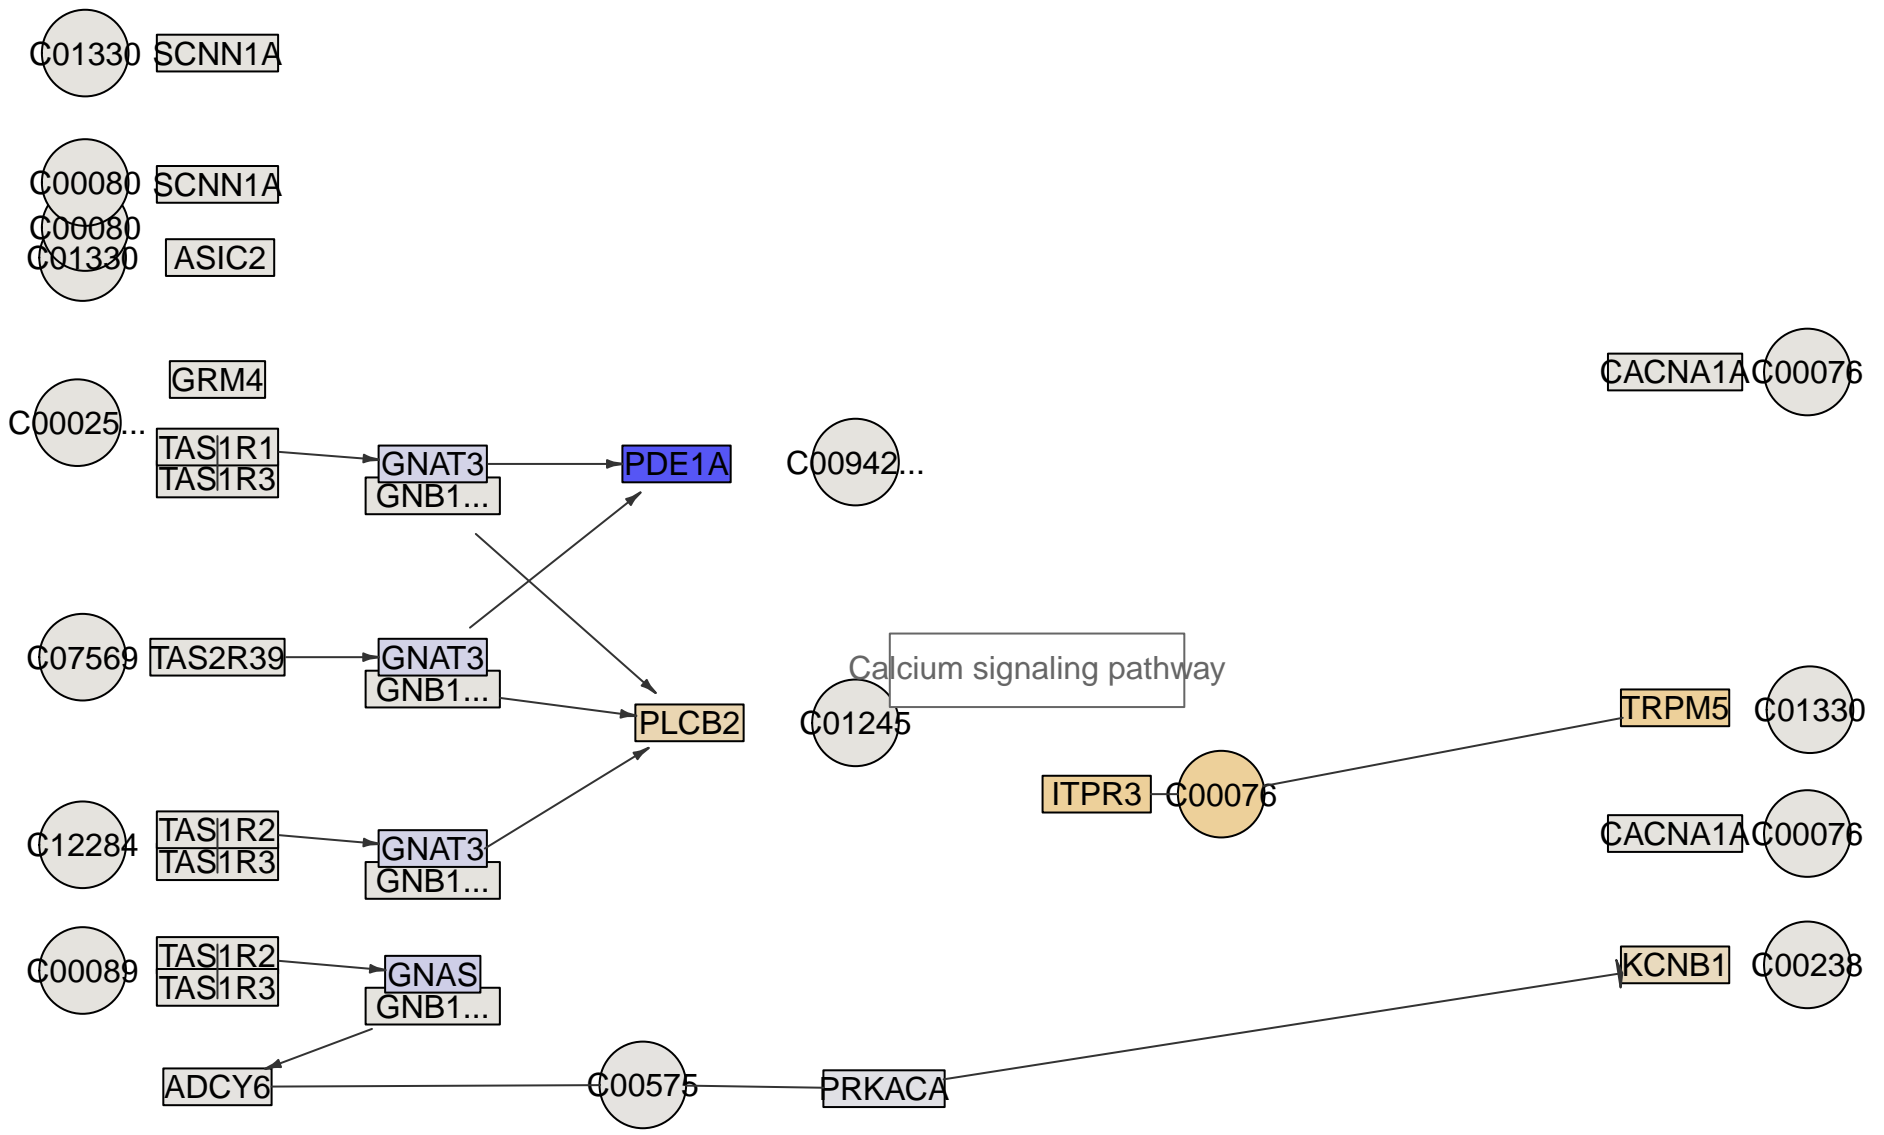 C01330 SCNN1A
C00080 SCNN1A
C00080
C01330 ASIC2
GRM4
CACNA1A C00076
C00025...
TAS1R1
TAS1R3
GNAT3
GNB1...
PDE1A
C00942...
C07569 TAS2R39
GNAT3
GNB1...
Calcium signaling pathway
PLCB2
C01245
TRPM5 C01330
ITPR3 C00076
C12284
TAS1R2
TAS1R3
GNAT3
GNB1...
CACNA1A C00076
C00089
TAS1R2
TAS1R3
GNAS
GNB1...
KCNB1 C00238
ADCY6 C00575 PRKACA